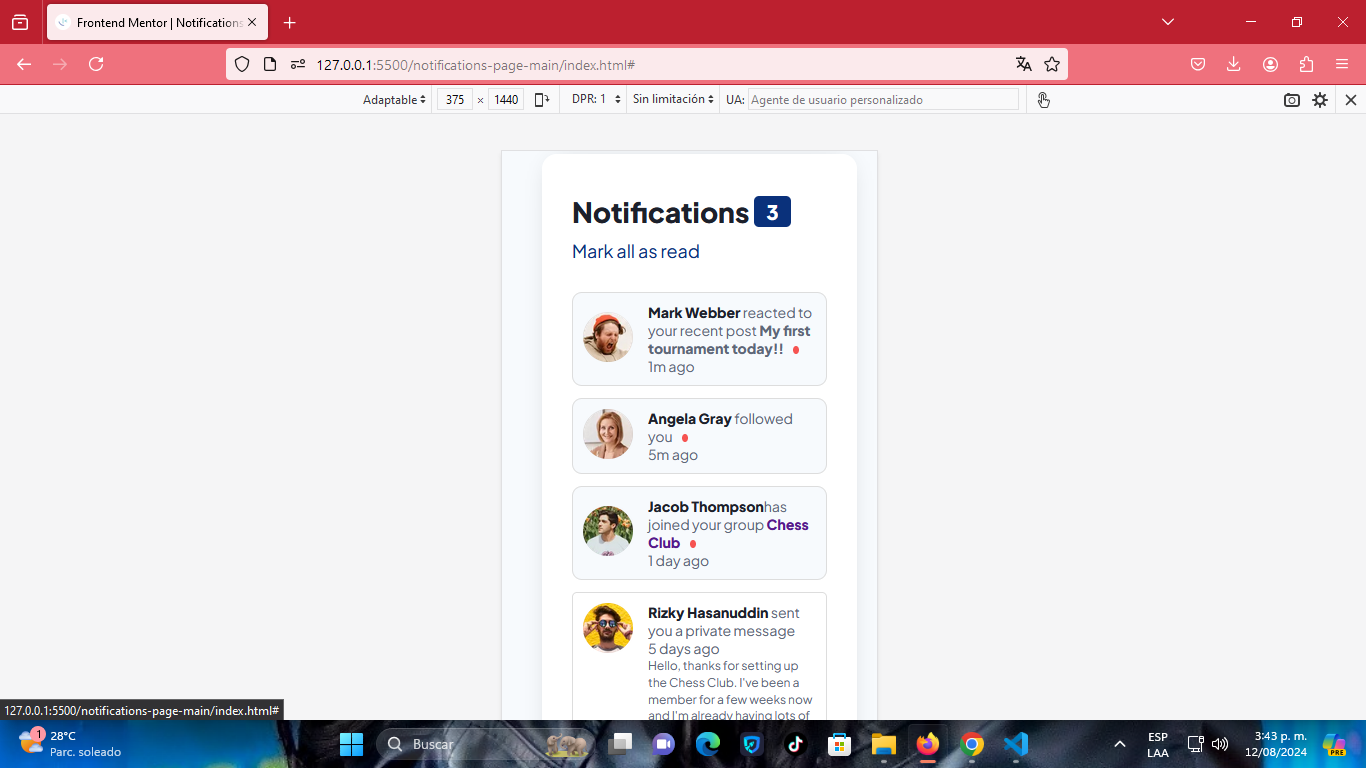 Frontend Mentor | Notifications
127.0.0.1:5500/notifications-page-main/index.html#
Adaptable 375 × 1440 DPR: 1 Sin limitación UA: Agente de usuario personalizado
Notifications 3
Mark all as read
Mark Webber reacted to
your recent post My first
tournament today!!
1m ago
Angela Gray followed
you
5m ago
Jacob Thompsonhas
joined your group Chess
Club
1 day ago
Rizky Hasanuddin sent
you a private message
5 days ago
Hello, thanks for setting up
the Chess Club. I've been a
member for a few weeks now
and I'm already having lots of
127.0.0.1:5500/notifications-page-main/index.html#
1
28°C
Parc. soleado
Buscar
ESP
LAA
3:43 p. m.
12/08/2024
PRE